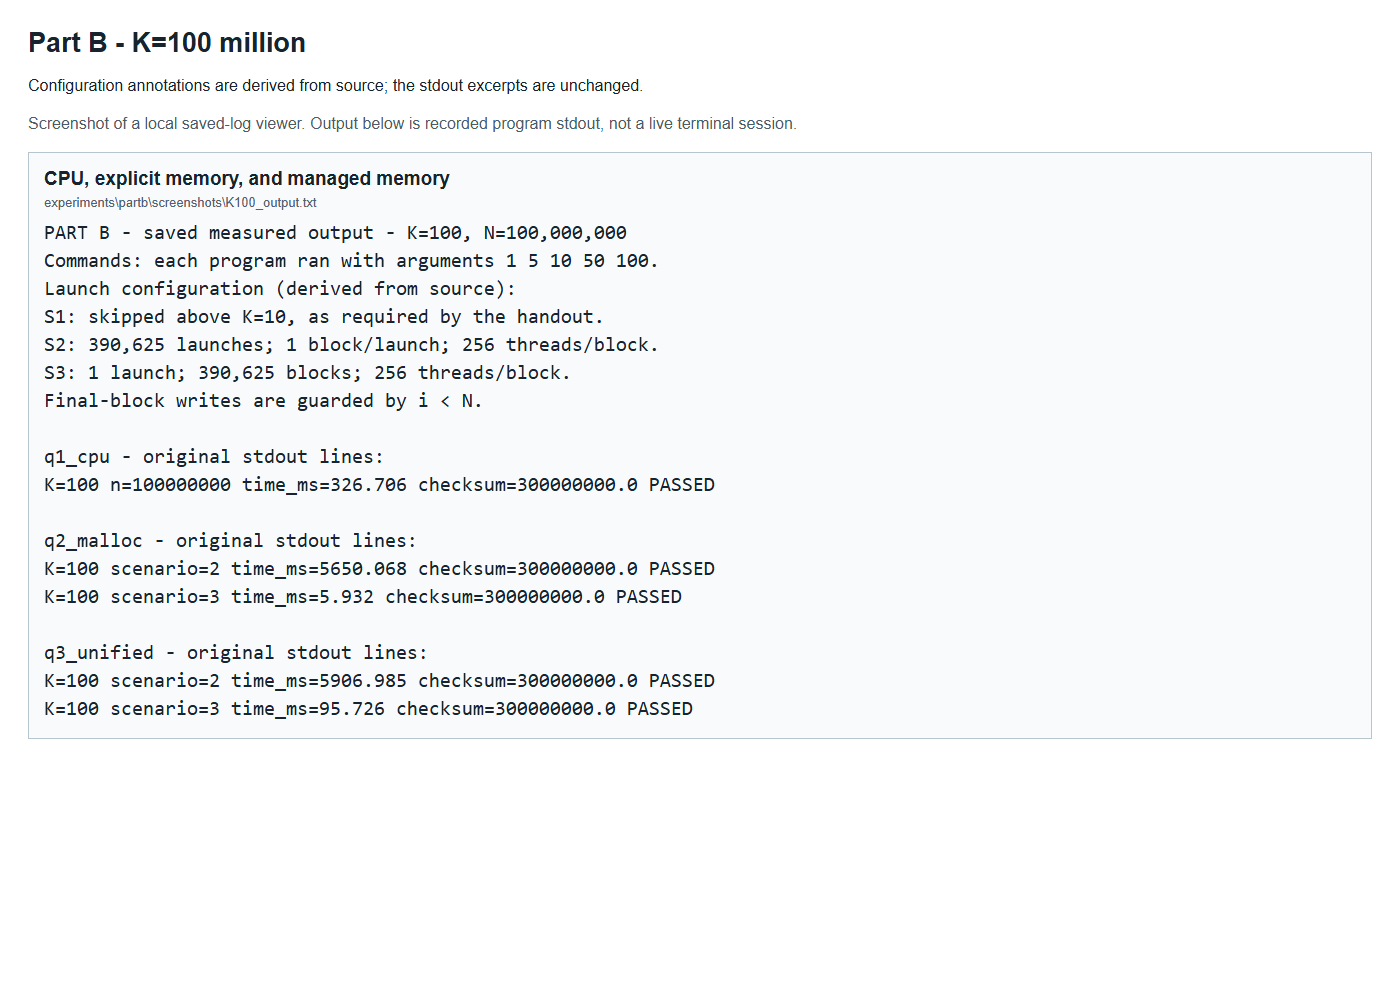 Part B - K=100 million
Configuration annotations are derived from source; the stdout excerpts are unchanged.
Screenshot of a local saved-log viewer. Output below is recorded program stdout, not a live terminal session.
CPU, explicit memory, and managed memory
experiments\partb\screenshots\K100_output.txt
PART B - saved measured output - K=100, N=100,000,000
Commands: each program ran with arguments 1 5 10 50 100.
Launch configuration (derived from source):
S1: skipped above K=10, as required by the handout.
S2: 390,625 launches; 1 block/launch; 256 threads/block.
S3: 1 launch; 390,625 blocks; 256 threads/block.
Final-block writes are guarded by i < N.
q1_cpu - original stdout lines:
K=100 n=100000000 time_ms=326.706 checksum=300000000.0 PASSED
q2_malloc - original stdout lines:
K=100 scenario=2 time_ms=5650.068 checksum=300000000.0 PASSED
K=100 scenario=3 time_ms=5.932 checksum=300000000.0 PASSED
q3_unified - original stdout lines:
K=100 scenario=2 time_ms=5906.985 checksum=300000000.0 PASSED
K=100 scenario=3 time_ms=95.726 checksum=300000000.0 PASSED